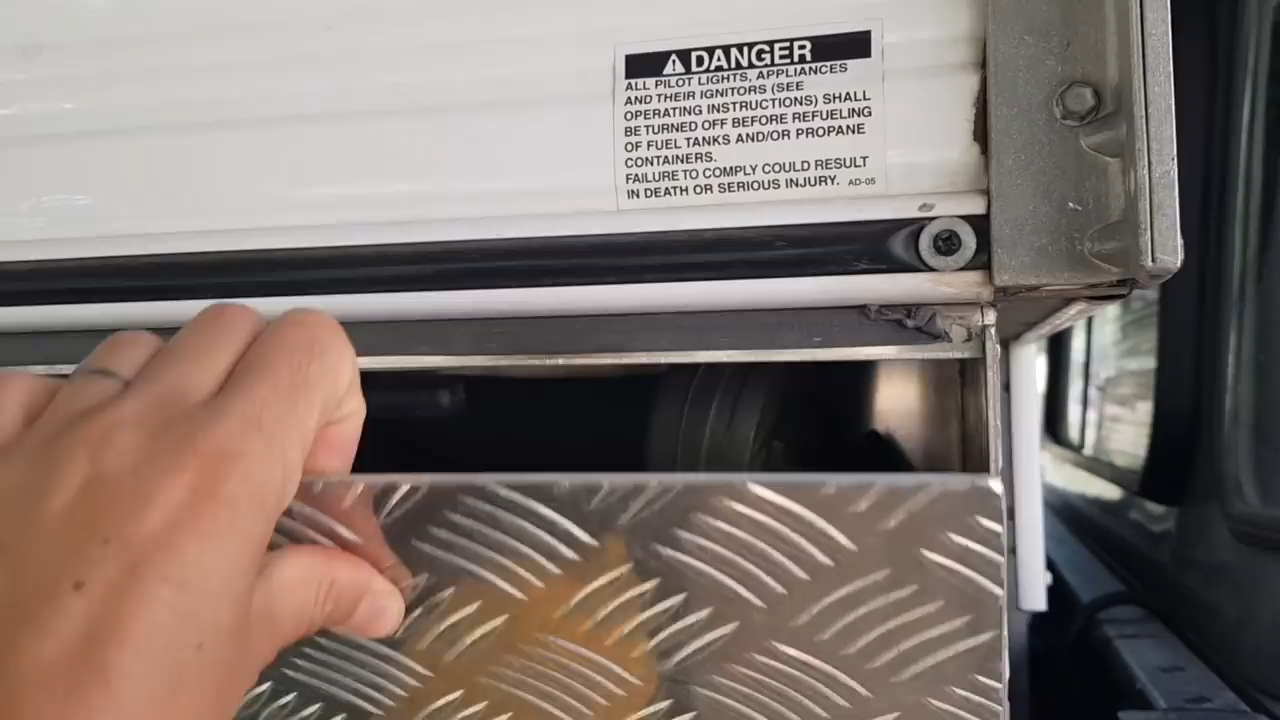 DANGER
ALL PILOT LIGHTS, APPLIANCES
AND THEIR IGNITORS (SEE
OPERATING INSTRUCTIONS) SHALL
BE TURNED OFF BEFORE REFUELING
OF FUEL TANKS AND/OR PROPANE
CONTAINERS.
FAILURE TO COMPLY COULD RESULT
IN DEATH OR SERIOUS INJURY. AD-05